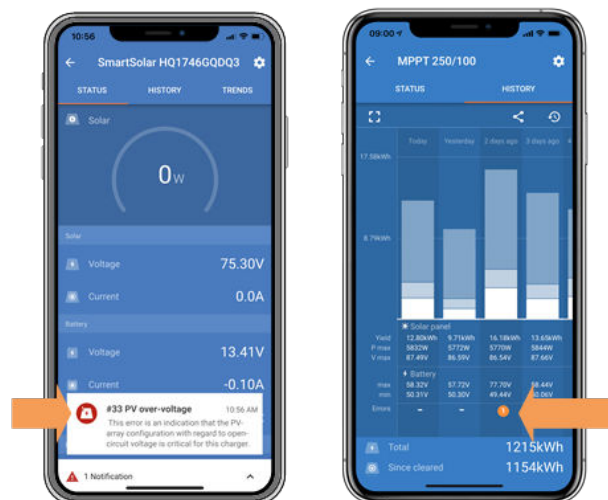 10:56
SmartSolar HQ1746GQDQ3
STATUS HISTORY TRENDS
Solar
0W
Solar
Voltage 75.30V
Current 0.0A
Battery
Voltage 13.41V
Current -0.10A
#33 PV over-voltage 10:56 AM
This error is an indication that the PV-
array configuration with regard to open-
circuit voltage is critical for this charger.
1 Notification
09:00
MPPT 250/100
STATUS HISTORY
Today Yesterday 2 days ago 3 days ago 4
17.58kWh
8.79kWh
Solar panel
Yield 12.80kWh 9.71kWh 16.18kWh 13.65kWh
P max 5832W 5772W 5770W 5844W
V max 87.49V 86.59V 86.54V 87.66V
Battery
max 58.32V 57.72V 77.70V 58.44V
min 50.31V 50.30V 49.44V 50.06V
Errors – – 1
Total 1215kWh
Since cleared 1154kWh